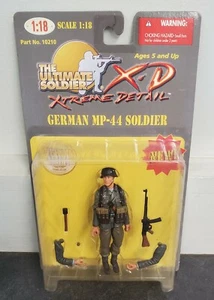 1:18
SCALE 1:18
Part No. 10210
THE
ULTIMATE
SOLDIER
X-D
XTREME DETAIL
Ages 5 and Up
WARNING:
CHOKING HAZARD
GERMAN MP-44 SOLDIER
NEW!